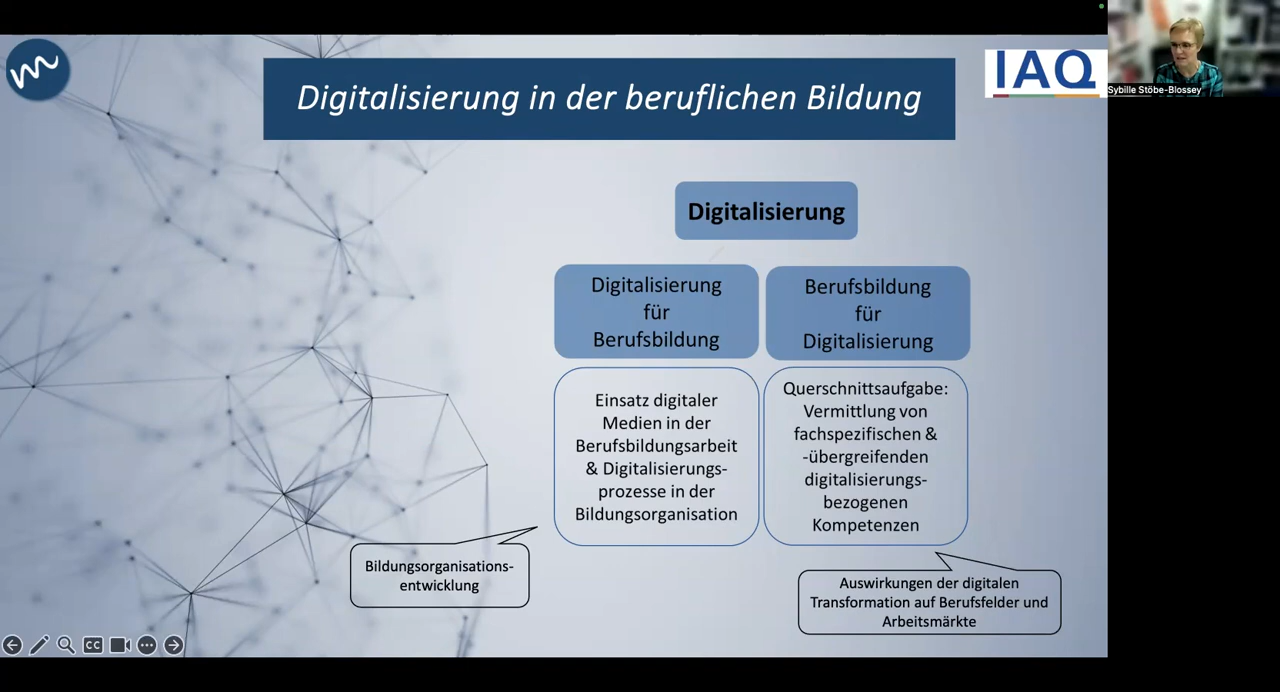 Digitalisierung in der beruflichen Bildung
IAQ
Sybille Stöbe-Blossey
Digitalisierung
Digitalisierung
für
Berufsbildung
Berufsbildung
für
Digitalisierung
Einsatz digitaler
Medien in der
Berufsbildungsarbeit
& Digitalisierungs-
prozesse in der
Bildungsorganisation
Querschnittsaufgabe:
Vermittlung von
fachspezifischen &
-übergreifenden
digitalisierungs-
bezogenen
Kompetenzen
Bildungsorganisations-
entwicklung
Auswirkungen der digitalen
Transformation auf Berufsfelder und
Arbeitsmärkte
CC